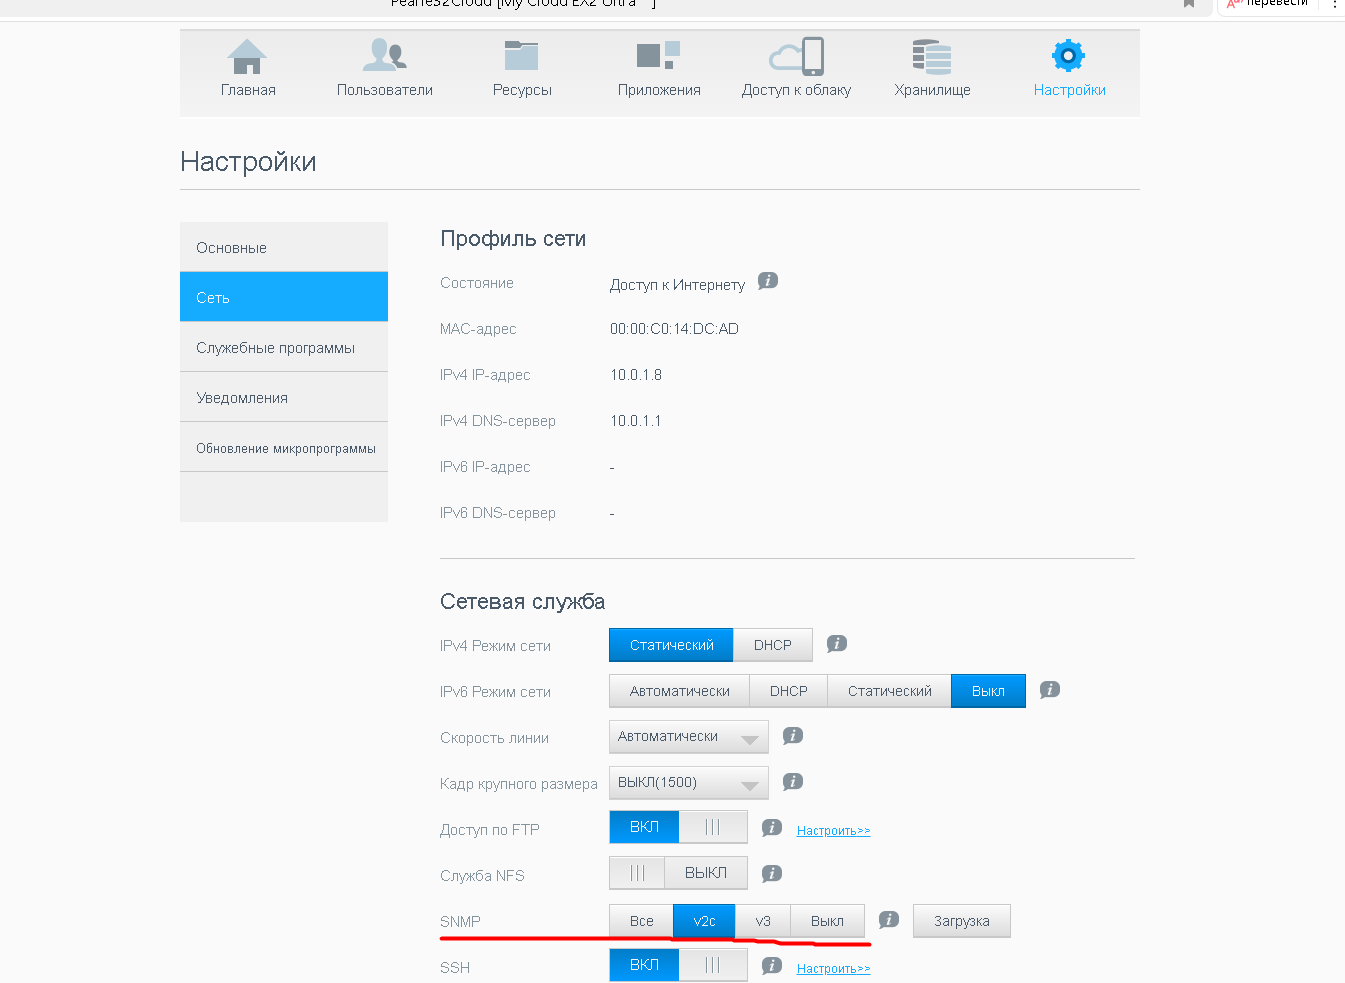 [My Cloud EX2 Ultra
Перевести
Главная Пользователи Ресурсы Приложения Доступ к облаку Хранилище Настройки
Настройки
Основные
Сеть
Служебные программы
Уведомления
Обновление микропрограммы
Профиль сети
Состояние Доступ к Интернету
MAC-адрес 00:00:C0:14:DC:AD
IPv4 IP-адрес 10.0.1.8
IPv4 DNS-сервер 10.0.1.1
IPv6 IP-адрес -
IPv6 DNS-сервер -
Сетевая служба
IPv4 Режим сети Статический DHCP
IPv6 Режим сети Автоматически DHCP Статический Выкл
Скорость линии Автоматически
Кадр крупного размера ВЫКЛ(1500)
Доступ по FTP ВКЛ Настроить>>
Служба NFS ВЫКЛ
SNMP Все v2c v3 Выкл Загрузка
SSH ВКЛ Настроить>>